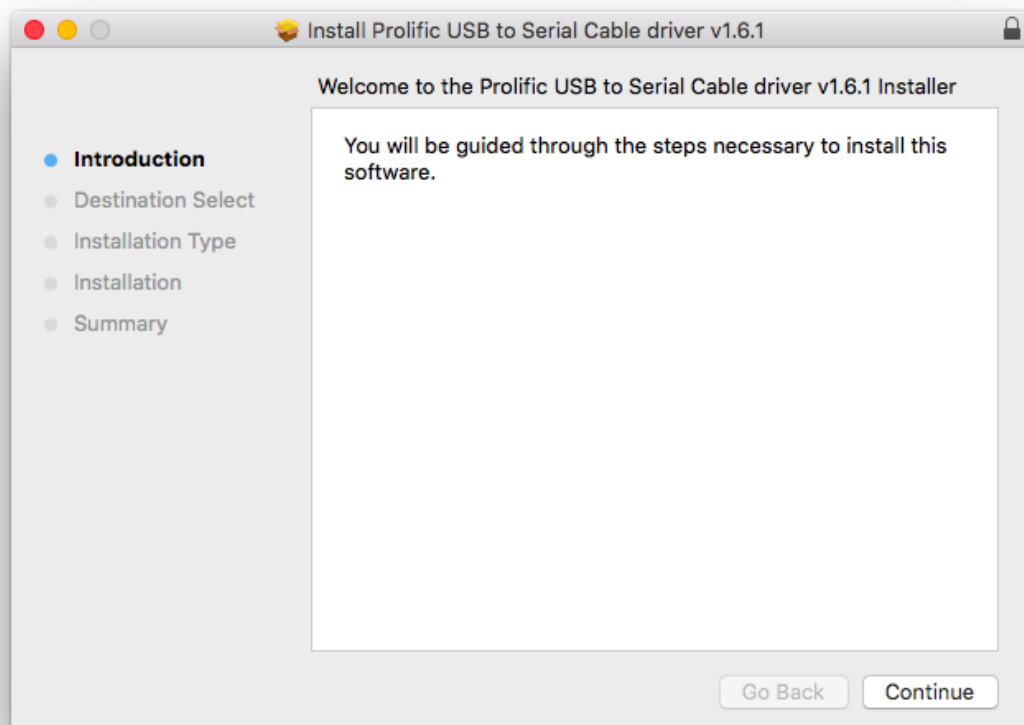 Install Prolific USB to Serial Cable driver v1.6.1
Welcome to the Prolific USB to Serial Cable driver v1.6.1 Installer
Introduction
Destination Select
Installation Type
Installation
Summary
You will be guided through the steps necessary to install this
software.
Go Back
Continue